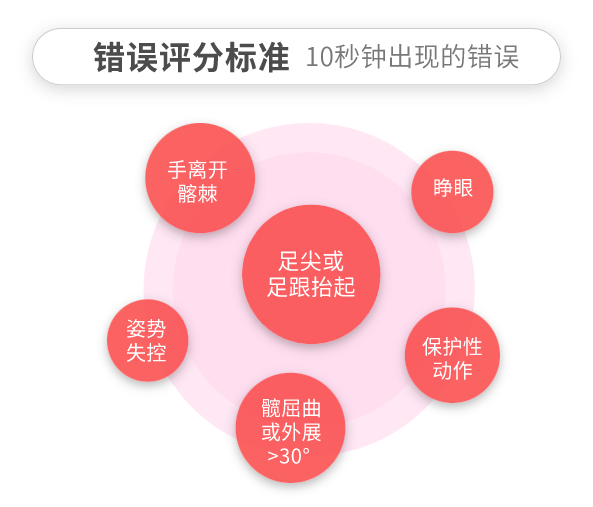 错误评分标准 10秒钟出现的错误
手离开
髂棘
睁眼
足尖或
足跟抬起
姿势
失控
保护性
动作
髋屈曲
或外展
>30°